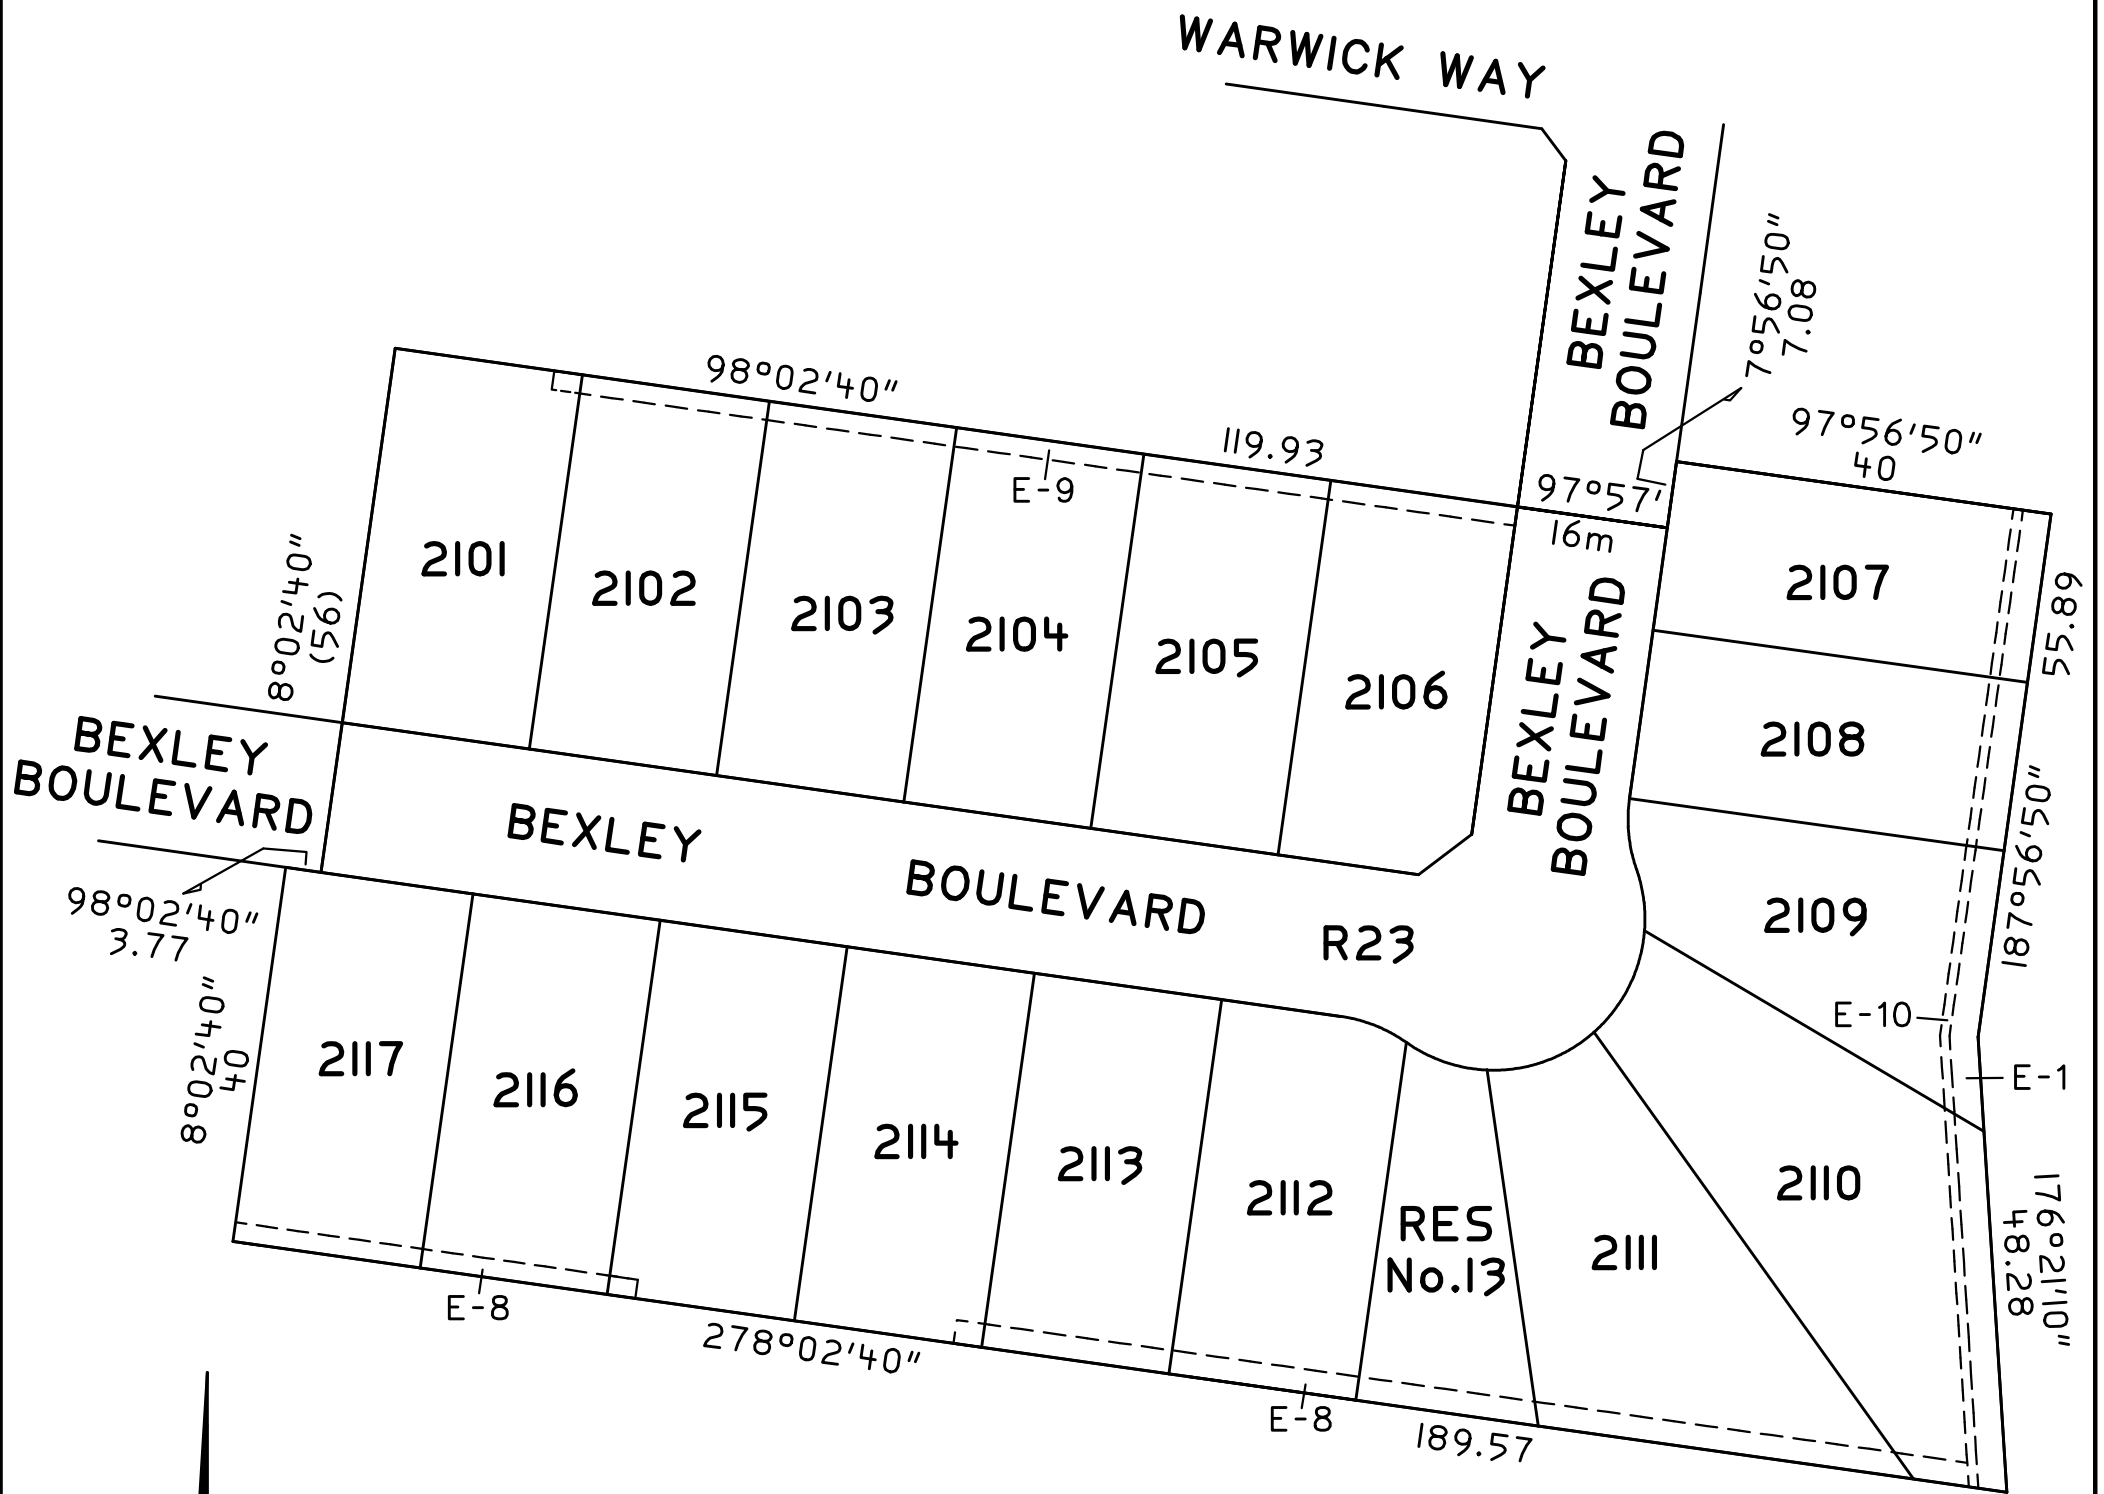 WARWICK WAY
BEXLEY
BOULEVARD
7°56'50"
7.08
98°02'40"
119.93
E-9
97°57'
16m
97°56'50"
40
2101
2102
2103
2104
2105
2106
2107
2108
2109
55.89
187°56'50"
8°02'40"
(56)
BEXLEY
BOULEVARD
BEXLEY
BOULEVARD
BEXLEY BOULEVARD
R23
98°02'40"
3.77
8°02'40"
40
E-10
E-1
2117
2116
2115
2114
2113
2112
RES
No.13
2111
2110
176°21'10"
48.28
E-8
278°02'40"
E-8
189.57